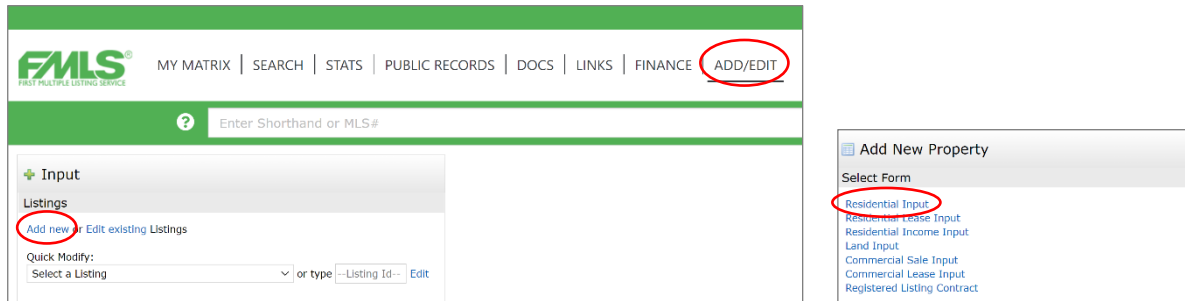 FMLS®
FIRST MULTIPLE LISTING SERVICE
MY MATRIX | SEARCH | STATS | PUBLIC RECORDS | DOCS | LINKS | FINANCE | ADD/EDIT
? Enter Shorthand or MLS#
Input
Listings
Add new or Edit existing Listings
Quick Modify:
Select a Listing or type --Listing Id-- Edit
Add New Property
Select Form
Residential Input
Residential Lease Input
Residential Income Input
Land Input
Commercial Sale Input
Commercial Lease Input
Registered Listing Contract